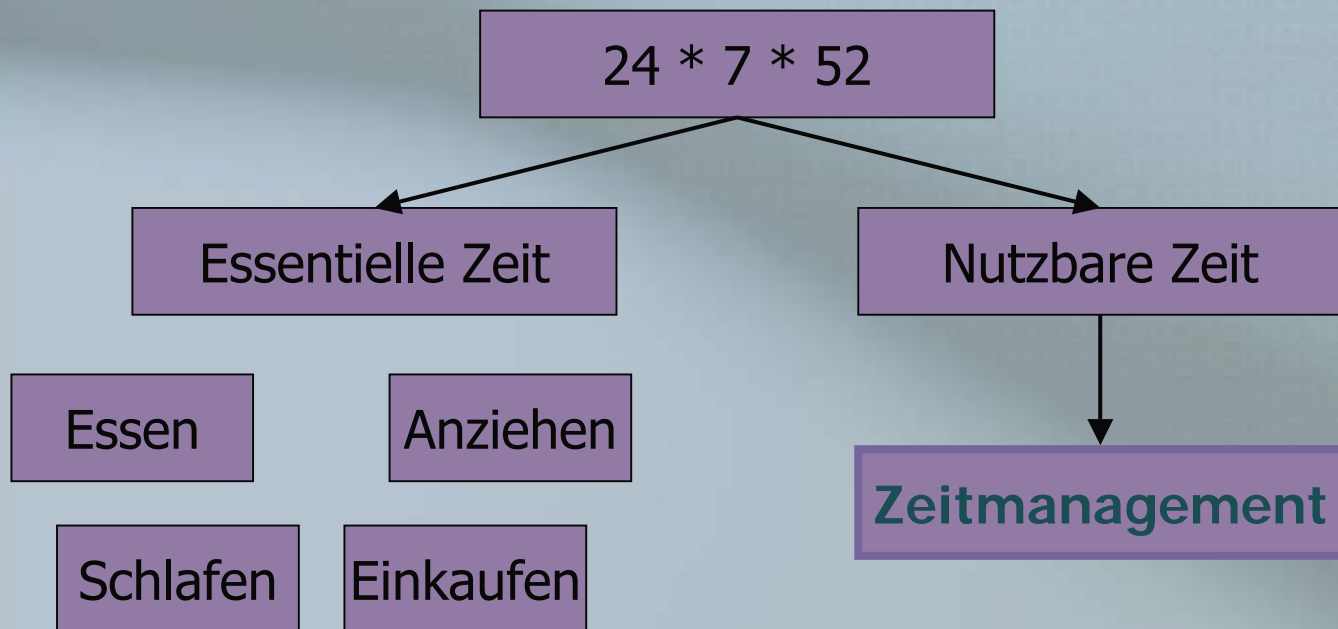 24 * 7 * 52
Essentielle Zeit
Nutzbare Zeit
Essen
Anziehen
Zeitmanagement
Schlafen
Einkaufen